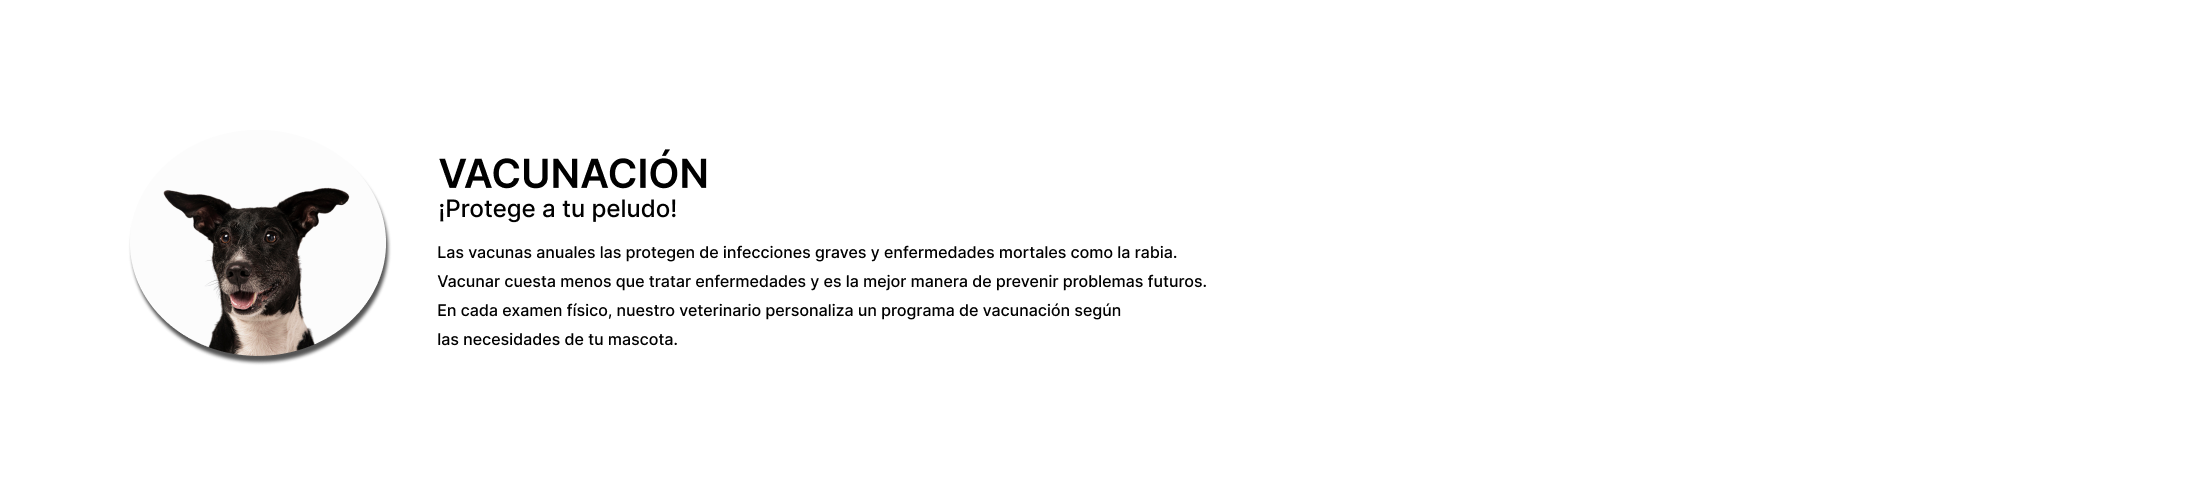 VACUNACIÓN
¡Protege a tu peludo!
Las vacunas anuales las protegen de infecciones graves y enfermedades mortales como la rabia.
Vacunar cuesta menos que tratar enfermedades y es la mejor manera de prevenir problemas futuros.
En cada examen físico, nuestro veterinario personaliza un programa de vacunación según
las necesidades de tu mascota.